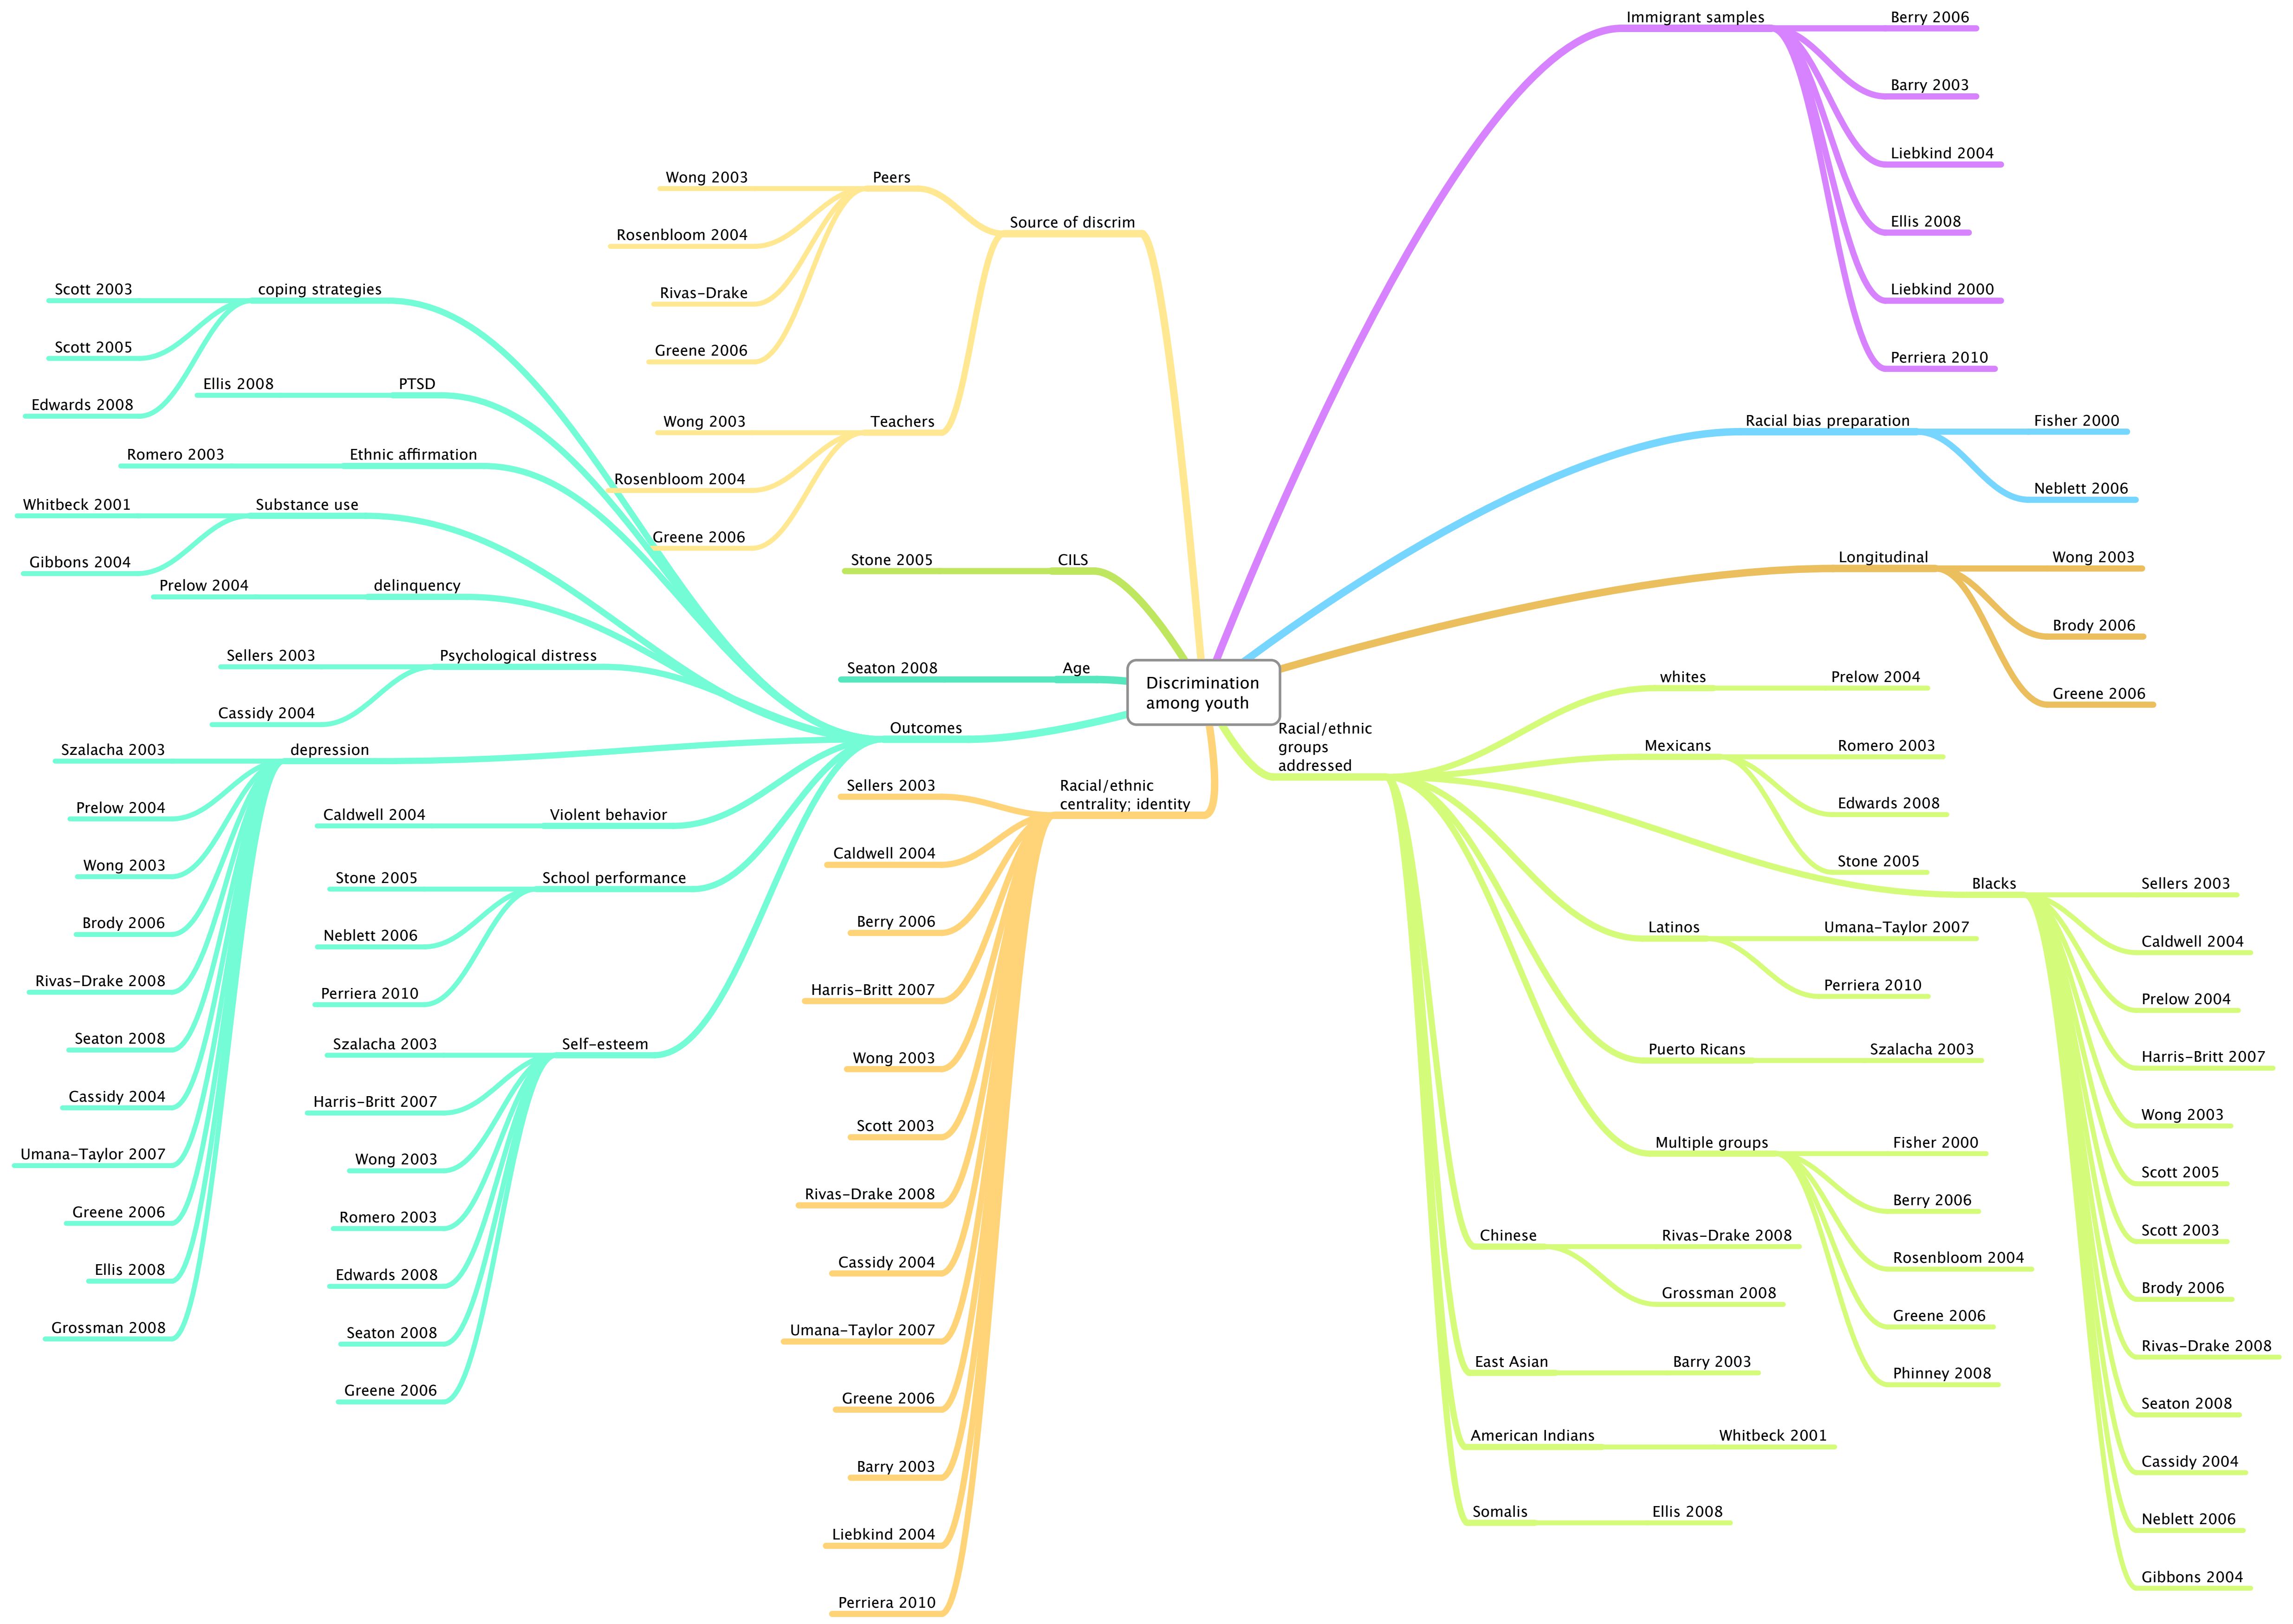 Discrimination
among youth
Immigrant samples
Berry 2006
Barry 2003
Liebkind 2004
Ellis 2008
Liebkind 2000
Perriera 2010
Racial bias preparation
Fisher 2000
Neblett 2006
Longitudinal
Wong 2003
Brody 2006
Greene 2006
Racial/ethnic
groups
addressed
whites
Prelow 2004
Mexicans
Romero 2003
Edwards 2008
Stone 2005
Blacks
Sellers 2003
Caldwell 2004
Prelow 2004
Harris-Britt 2007
Wong 2003
Scott 2005
Scott 2003
Brody 2006
Rivas-Drake 2008
Seaton 2008
Cassidy 2004
Neblett 2006
Gibbons 2004
Latinos
Umana-Taylor 2007
Perriera 2010
Puerto Ricans
Szalacha 2003
Multiple groups
Fisher 2000
Berry 2006
Rosenbloom 2004
Greene 2006
Phinney 2008
Chinese
Rivas-Drake 2008
Grossman 2008
East Asian
Barry 2003
American Indians
Whitbeck 2001
Somalis
Ellis 2008
Source of discrim
Peers
Wong 2003
Rosenbloom 2004
Rivas-Drake
Greene 2006
Teachers
Wong 2003
Rosenbloom 2004
Greene 2006
CILS
Stone 2005
Age
Seaton 2008
Outcomes
coping strategies
Scott 2003
Scott 2005
Edwards 2008
PTSD
Ellis 2008
Ethnic affirmation
Romero 2003
Substance use
Whitbeck 2001
Gibbons 2004
delinquency
Prelow 2004
Psychological distress
Sellers 2003
Cassidy 2004
depression
Szalacha 2003
Prelow 2004
Wong 2003
Brody 2006
Rivas-Drake 2008
Seaton 2008
Cassidy 2004
Umana-Taylor 2007
Greene 2006
Ellis 2008
Grossman 2008
Violent behavior
Caldwell 2004
School performance
Stone 2005
Neblett 2006
Perriera 2010
Self-esteem
Szalacha 2003
Harris-Britt 2007
Wong 2003
Romero 2003
Edwards 2008
Seaton 2008
Greene 2006
Racial/ethnic
centrality; identity
Sellers 2003
Caldwell 2004
Berry 2006
Harris-Britt 2007
Wong 2003
Scott 2003
Rivas-Drake 2008
Cassidy 2004
Umana-Taylor 2007
Greene 2006
Barry 2003
Liebkind 2004
Perriera 2010